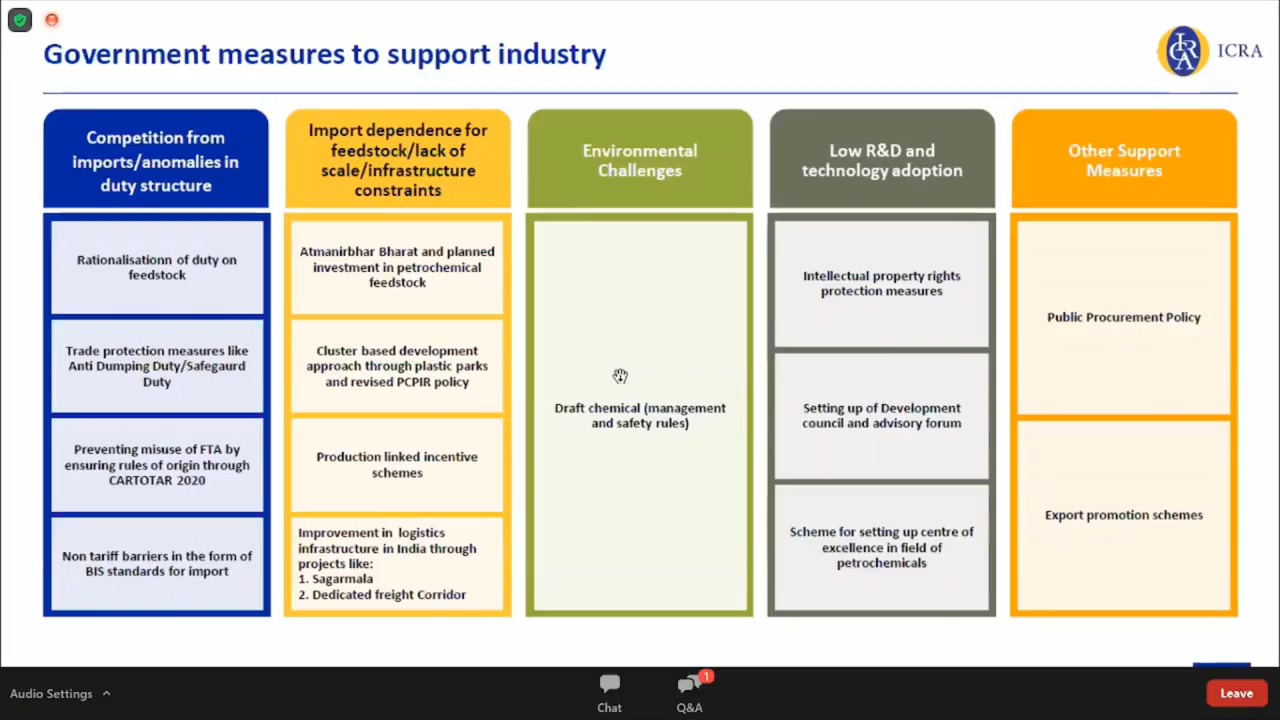 Government measures to support industry
ICRA
ICRA
Competition from
imports/anomalies in
duty structure
Rationalisationn of duty on
feedstock
Trade protection measures like
Anti Dumping Duty/Safegaurd
Duty
Preventing misuse of FTA by
ensuring rules of origin through
CARTOTAR 2020
Non tariff barriers in the form of
BIS standards for import
Import dependence for
feedstock/lack of
scale/infrastructure
constraints
Atmanirbhar Bharat and planned
investment in petrochemical
feedstock
Cluster based development
approach through plastic parks
and revised PCPIR policy
Production linked incentive
schemes
Improvement in logistics
infrastructure in India through
projects like:
1. Sagarmala
2. Dedicated freight Corridor
Environmental
Challenges
Draft chemical (management
and safety rules)
Low R&D and
technology adoption
Intellectual property rights
protection measures
Setting up of Development
council and advisory forum
Scheme for setting up centre of
excellence in field of
petrochemicals
Other Support
Measures
Public Procurement Policy
Export promotion schemes
Audio Settings
Chat
1
Q&A
Leave